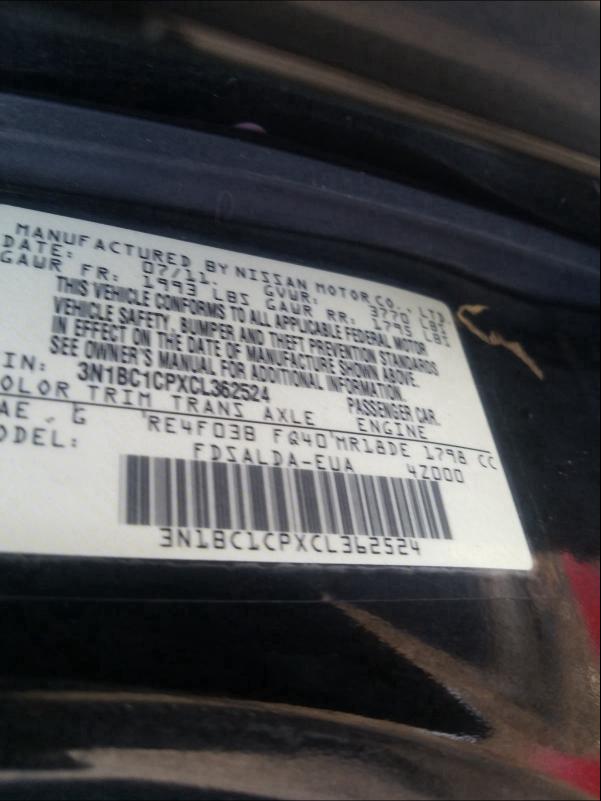 MANUFACTURED BY NISSAN MOTOR CO., LTD.
DATE: 07/11. GVWR: 3770 LBS
GAWR FR: 1993 LBS GAWR RR: 1795 LBS
THIS VEHICLE CONFORMS TO ALL APPLICABLE FEDERAL MOTOR
VEHICLE SAFETY, BUMPER AND THEFT PREVENTION STANDARDS
IN EFFECT ON THE DATE OF MANUFACTURE SHOWN ABOVE.
SEE OWNER'S MANUAL FOR ADDITIONAL INFORMATION.
IN: 3N1BC1CPXCL362524 PASSENGER CAR.
OLOR TRIM TRANS AXLE ENGINE
AE , G RE4F03B FQ40 MR18DE 1798 CC
ODEL: FDSALDA-EUA 4Z000
3N1BC1CPXCL362524